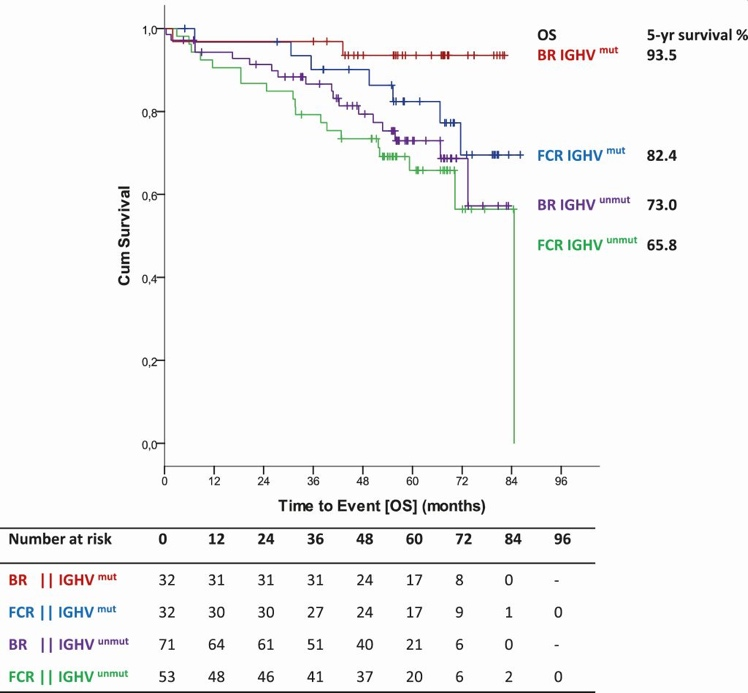 OS 5-yr survival %
BR IGHV mut 93.5
FCR IGHV mut 82.4
BR IGHV unmut 73.0
FCR IGHV unmut 65.8
1,0
0,8
0,6
0,4
0,2
0,0
Cum Survival
0 12 24 36 48 60 72 84 96
Time to Event [OS] (months)
Number at risk 0 12 24 36 48 60 72 84 96
BR || IGHV mut 32 31 31 31 24 17 8 0 -
FCR || IGHV mut 32 30 30 27 24 17 9 1 0
BR || IGHV unmut 71 64 61 51 40 21 6 0 -
FCR || IGHV unmut 53 48 46 41 37 20 6 2 0